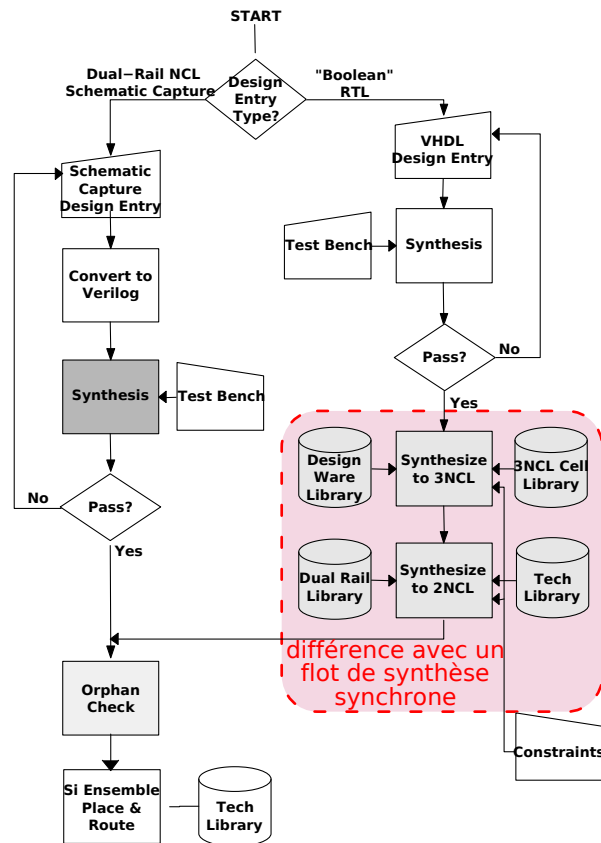 START
Dual−Rail NCL
Schematic Capture
Design
Entry
Type?
"Boolean"
RTL
VHDL
Design Entry
Schematic
Capture
Design Entry
Test Bench
Synthesis
Convert to
Verilog
Pass?
No
Yes
Synthesis
Test Bench
Design
Ware
Library
Synthesize
to 3NCL
3NCL Cell
Library
No
Pass?
Yes
Dual Rail
Library
Synthesize
to 2NCL
Tech
Library
différence avec un
flot de synthèse
synchrone
Orphan
Check
Constraints
Si Ensemble
Place &
Route
Tech
Library